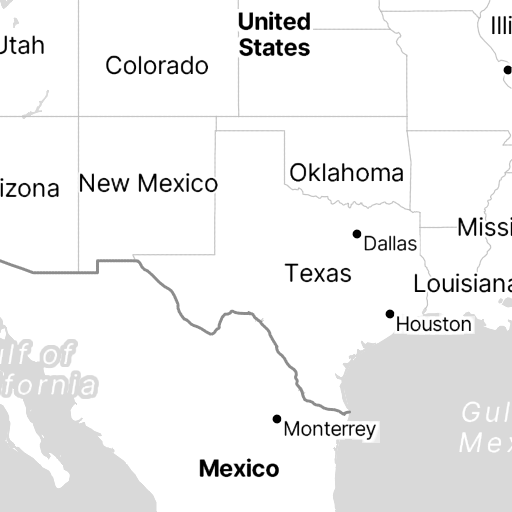 United
States
Illi
Utah
Colorado
Oklahoma
New Mexico
izona
Missi
Dallas
Texas
Louisiana
Houston
ulf of
ifornia
Gul
Mex
Monterrey
Mexico